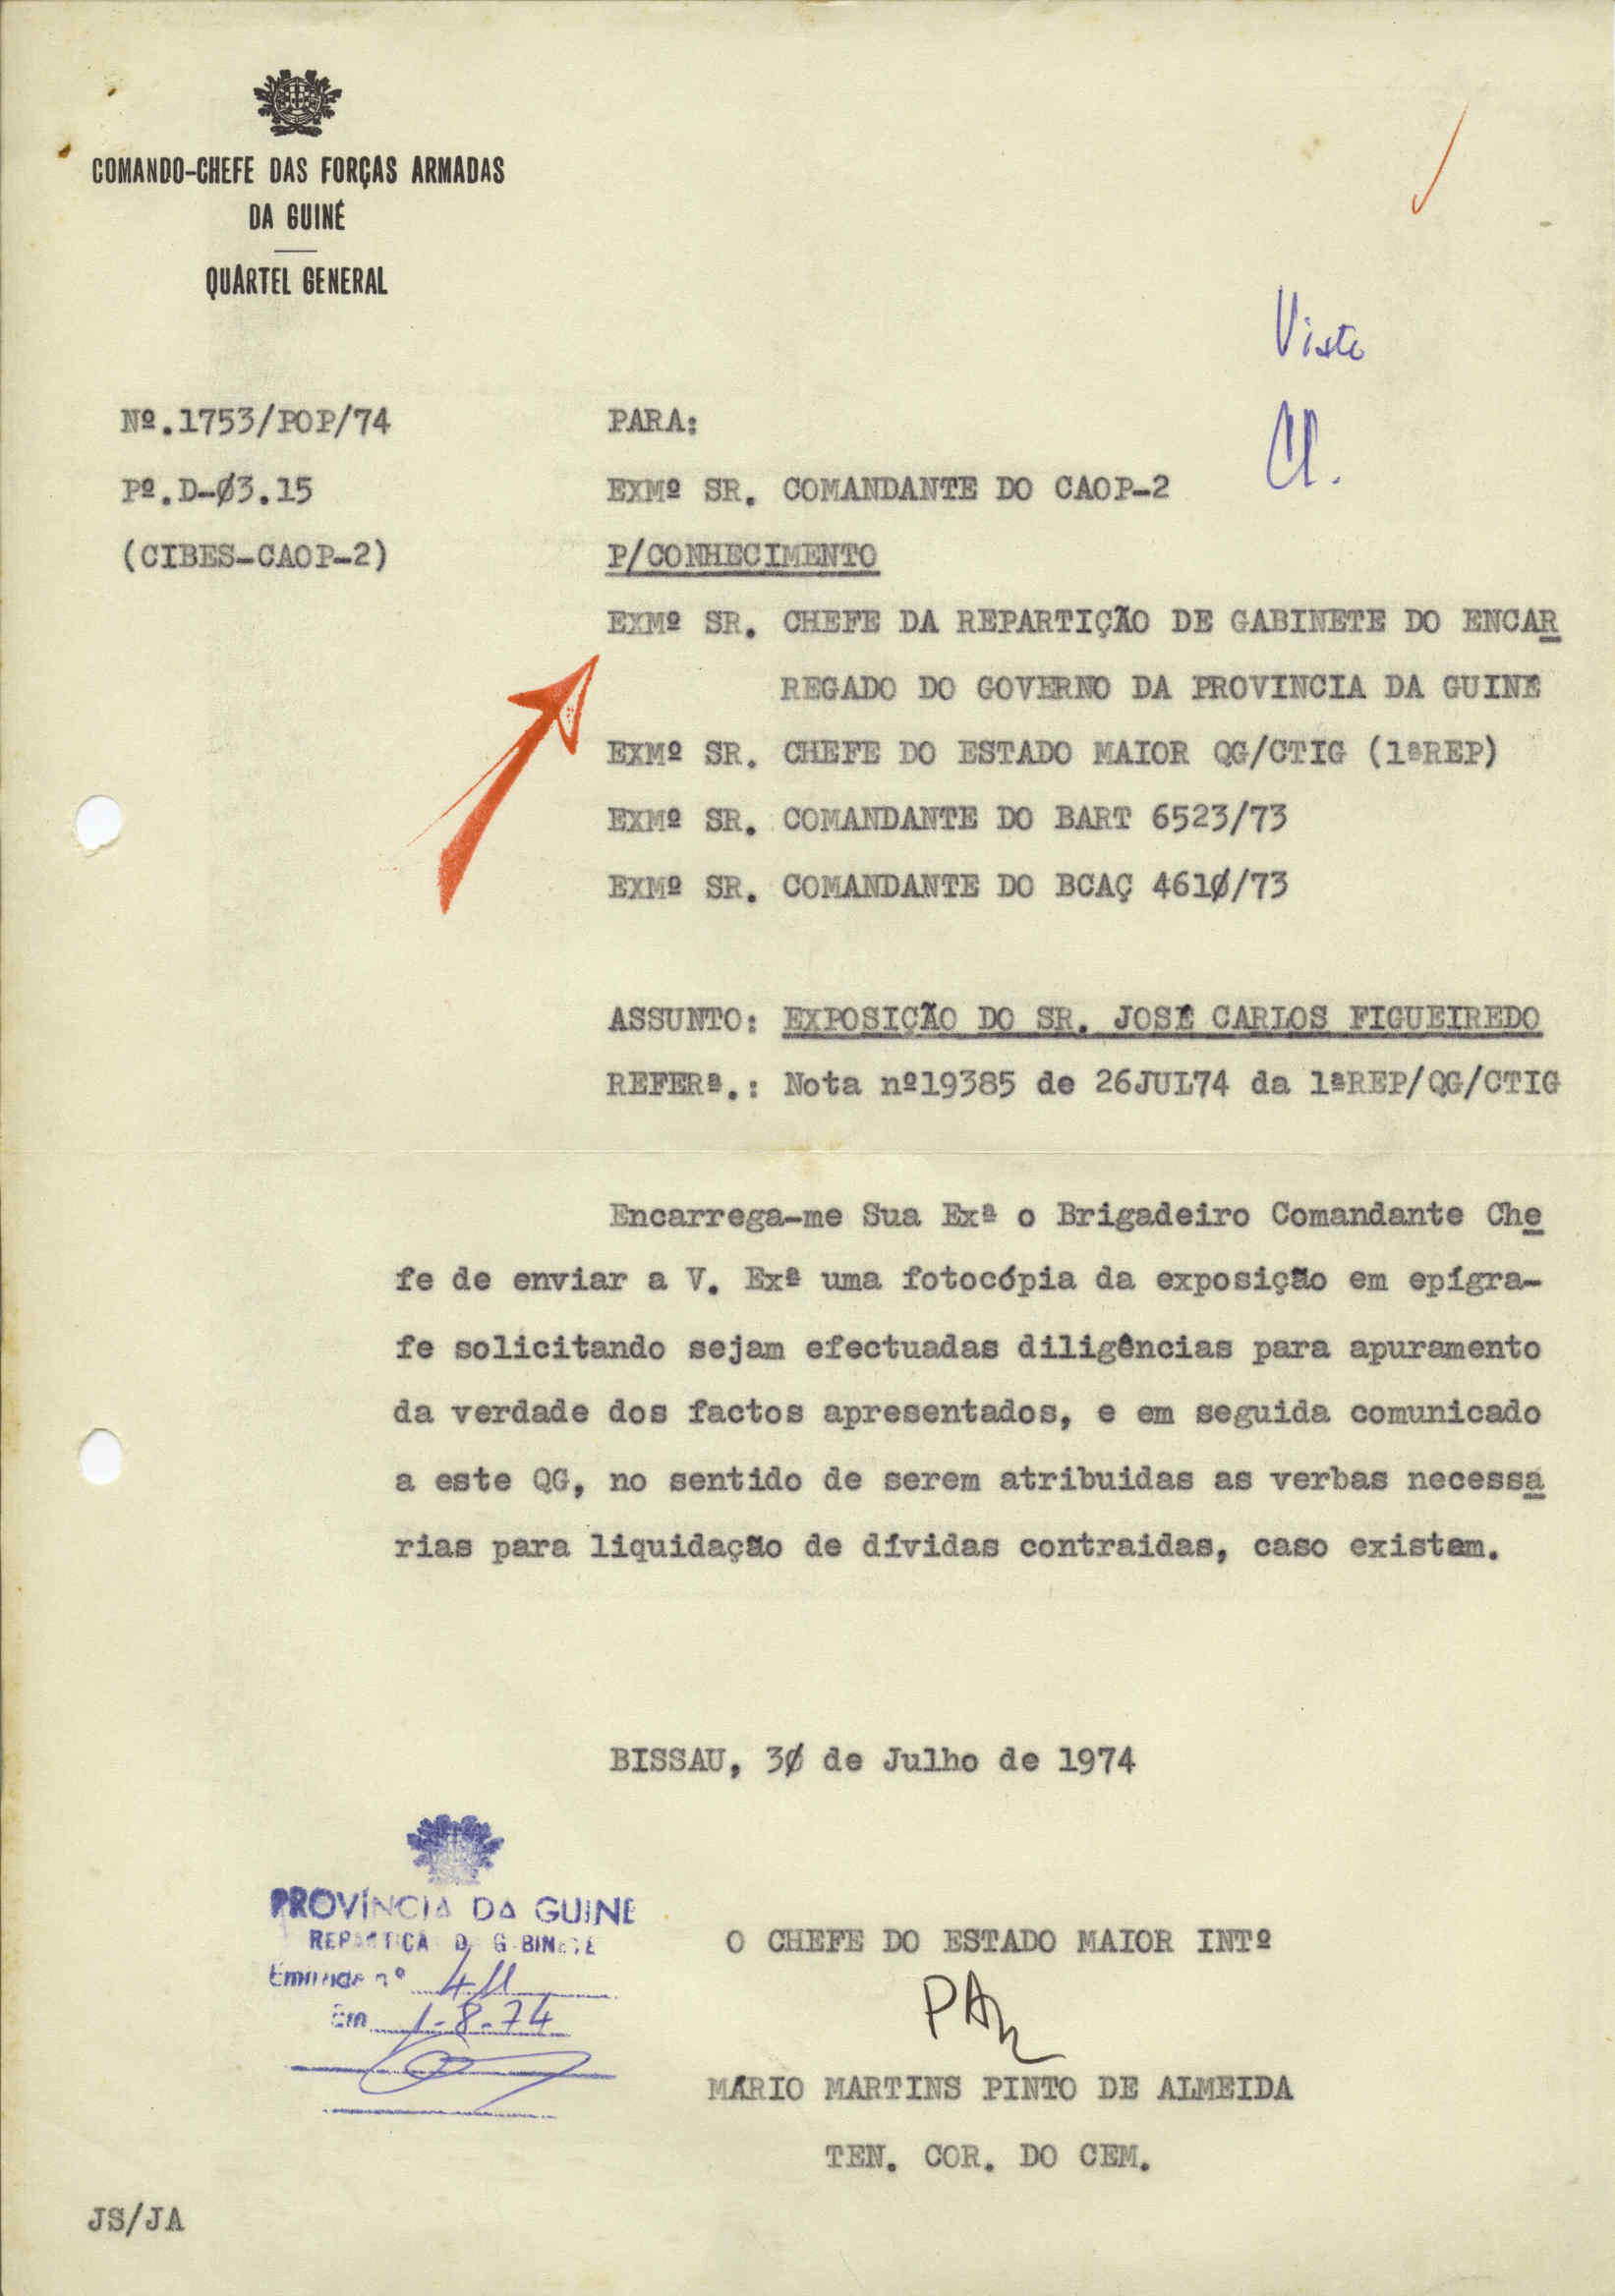 COMANDO-CHEFE DAS FORÇAS ARMADAS
DA GUINÉ
QUARTEL GENERAL
Visto
Nº.1753/POP/74
Pº.D-Ø3.15
(CIBES-CAOP-2)
PARA:
EXMº SR. COMANDANTE DO CAOP-2
P/CONHECIMENTO
EXMº SR. CHEFE DA REPARTIÇÃO DE GABINETE DO ENCAR
REGADO DO GOVERNO DA PROVINCIA DA GUINÉ
EXMº SR. CHEFE DO ESTADO MAIOR QG/CTIG (1ªREP)
EXMº SR. COMANDANTE DO BART 6523/73
EXMº SR. COMANDANTE DO BCAÇ 461Ø/73
ASSUNTO: EXPOSIÇÃO DO SR. JOSÉ CARLOS FIGUEIREDO
REFERª.: Nota nº19385 de 26JUL74 da 1ªREP/QG/CTIG
Encarrega-me Sua Exª o Brigadeiro Comandante Che
fe de enviar a V. Exª uma fotocópia da exposição em epígra-
fe solicitando sejam efectuadas diligências para apuramento
da verdade dos factos apresentados, e em seguida comunicado
a este QG, no sentido de serem atribuidas as verbas necessa
rias para liquidação de dívidas contraidas, caso existam.
BISSAU, 3Ø de Julho de 1974
PROVÍNCIA DA GUINÉ
REPARTIÇÃO DE GABINETE
nº
Em 1-8-74
O CHEFE DO ESTADO MAIOR INTº
MÁRIO MARTINS PINTO DE ALMEIDA
TEN. COR. DO CEM.
JS/JA